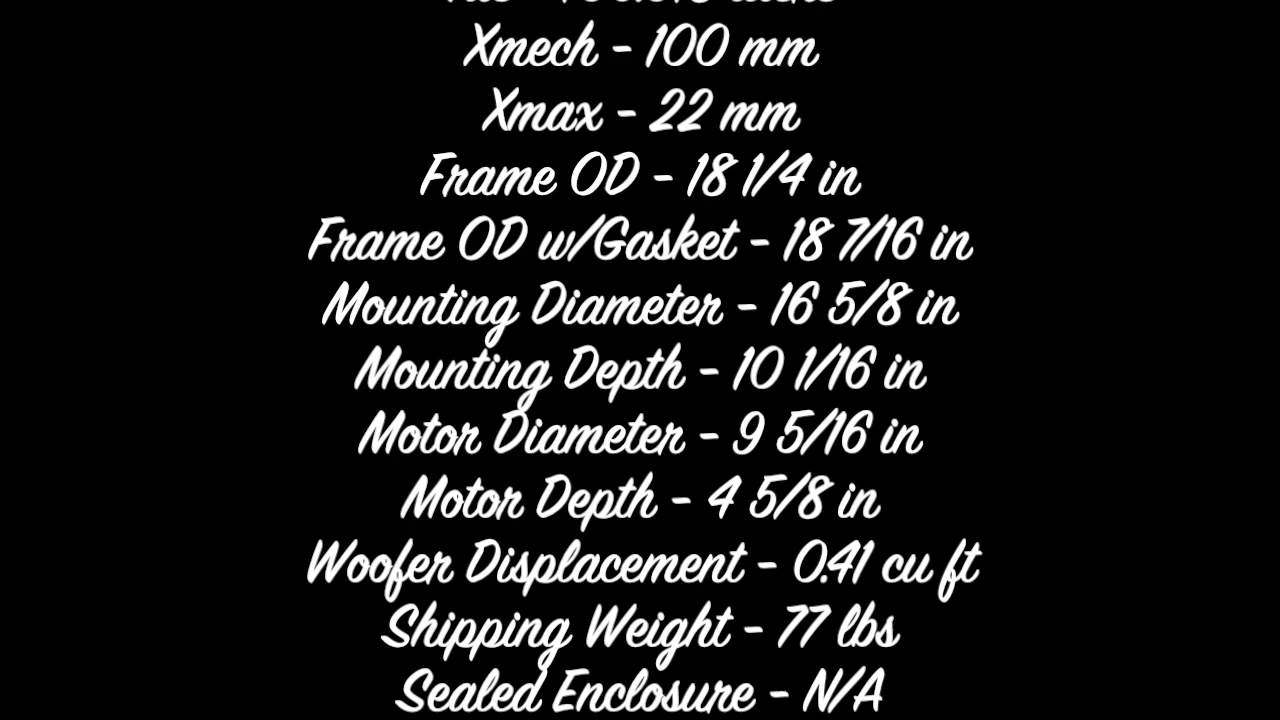 Xmech - 100 mm
Xmax - 22 mm
Frame OD - 18 1/4 in
Frame OD w/Gasket - 18 7/16 in
Mounting Diameter - 16 5/8 in
Mounting Depth - 10 1/16 in
Motor Diameter - 9 5/16 in
Motor Depth - 4 5/8 in
Woofer Displacement - 0.41 cu ft
Shipping Weight - 77 lbs
Sealed Enclosure - N/A